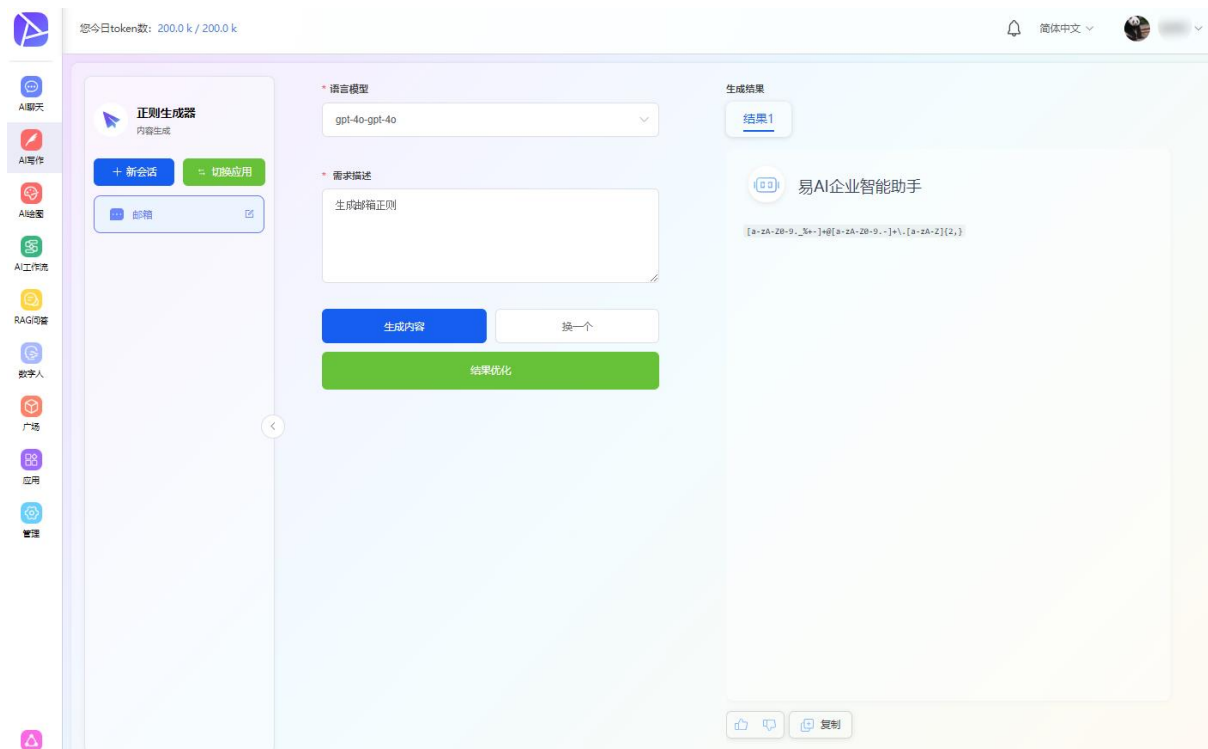 您今日token数: 200.0 k / 200.0 k
简体中文
AI聊天
AI写作
AI绘图
AI工作流
RAG问答
数字人
广场
应用
管理
正则生成器
内容生成
+ 新会话
切换应用
邮箱
* 语言模型
gpt-4o-gpt-4o
* 需求描述
生成邮箱正则
生成内容
换一个
结果优化
生成结果
结果1
易AI企业智能助手
[a-zA-Z0-9._%+-]+@[a-zA-Z0-9.-]+\.[a-zA-Z]{2,}
复制